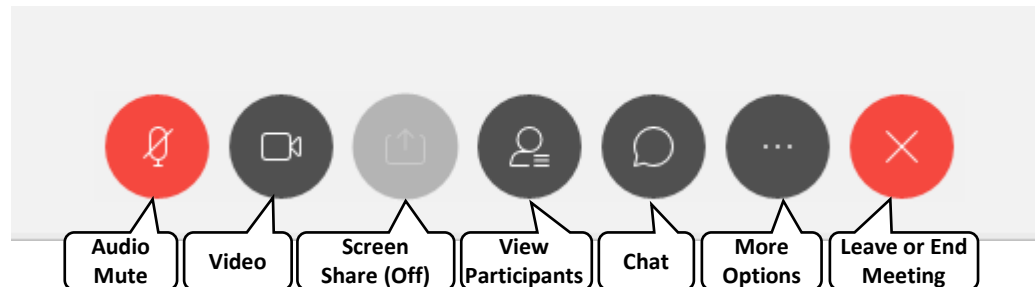 Audio
Mute
Video
Screen
Share (Off)
View
Participants
Chat
More
Options
Leave or End
Meeting